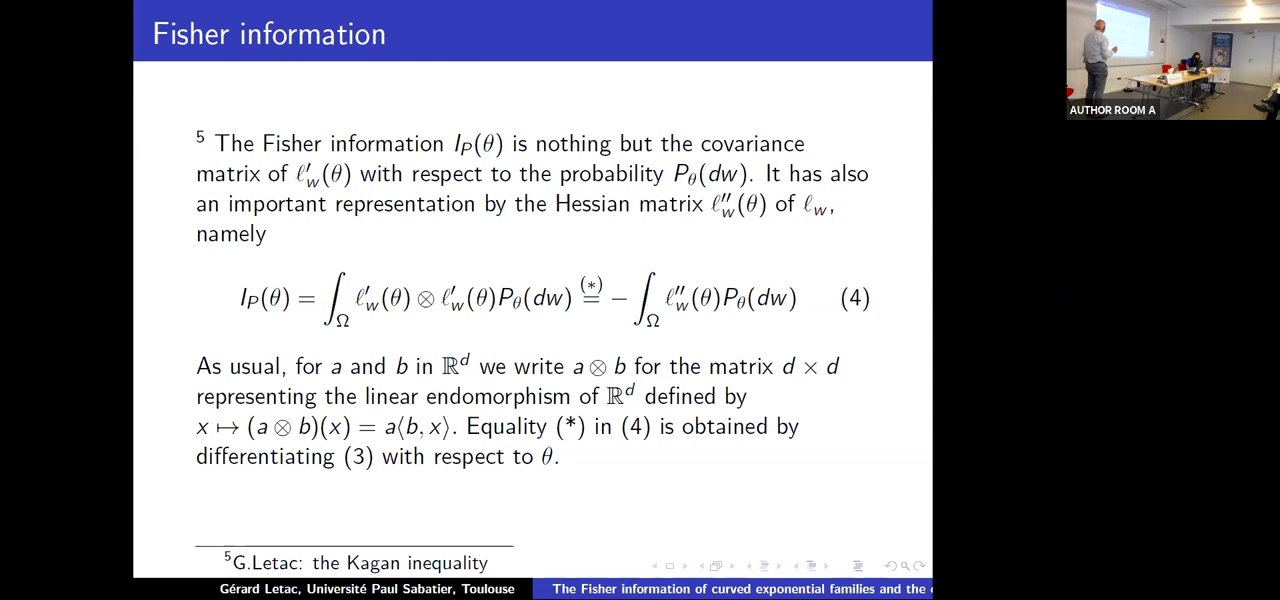 Fisher information
AUTHOR ROOM A
⁵ The Fisher information I_P(θ) is nothing but the covariance
matrix of ℓ′_w(θ) with respect to the probability P_θ(dw). It has also
an important representation by the Hessian matrix ℓ″_w(θ) of ℓ_w,
namely
I_P(θ) = ∫_Ω ℓ′_w(θ) ⊗ ℓ′_w(θ)P_θ(dw) (*)= − ∫_Ω ℓ″_w(θ)P_θ(dw) (4)
As usual, for a and b in ℝ^d we write a ⊗ b for the matrix d × d
representing the linear endomorphism of ℝ^d defined by
x ↦ (a ⊗ b)(x) = a⟨b, x⟩. Equality (*) in (4) is obtained by
differentiating (3) with respect to θ.
⁵G.Letac: the Kagan inequality
Gérard Letac, Université Paul Sabatier, Toulouse
The Fisher information of curved exponential families and the